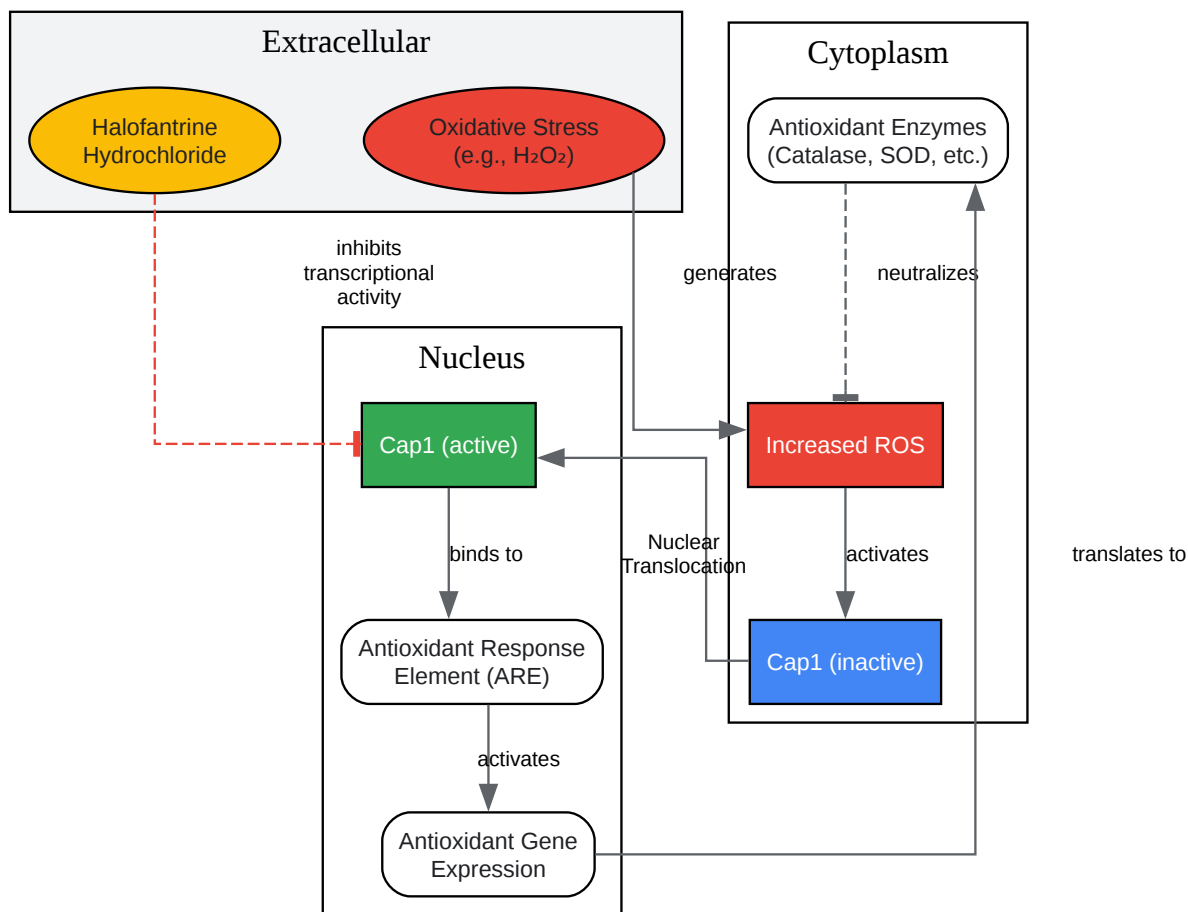 Extracellular
Halofantrine
Hydrochloride
Oxidative Stress
(e.g., H₂O₂)
Cytoplasm
Antioxidant Enzymes
(Catalase, SOD, etc.)
inhibits
transcriptional
activity
generates
neutralizes
Nucleus
Cap1 (active)
Increased ROS
binds to
Nuclear
Translocation
activates
translates to
Antioxidant Response
Element (ARE)
Cap1 (inactive)
activates
Antioxidant Gene
Expression